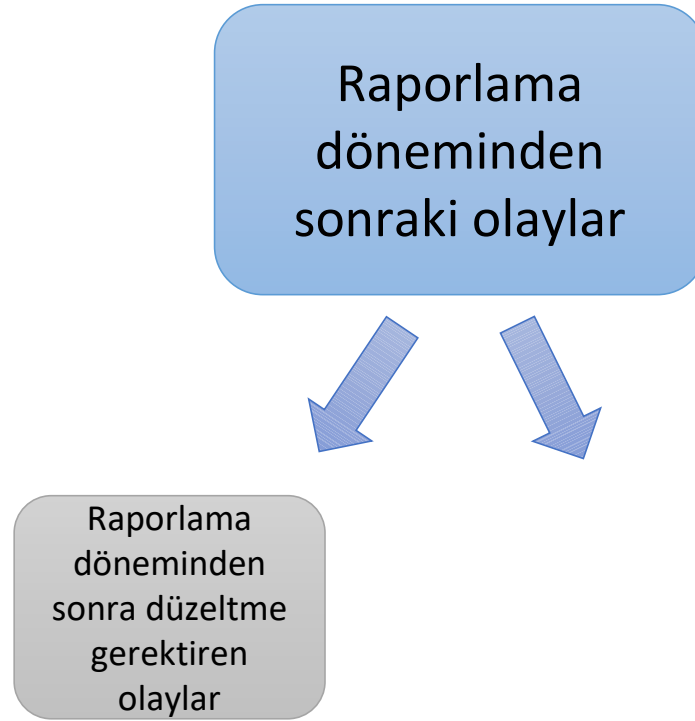 Raporlama
döneminden
sonraki olaylar
Raporlama
döneminden
sonra düzeltme
gerektiren
olaylar